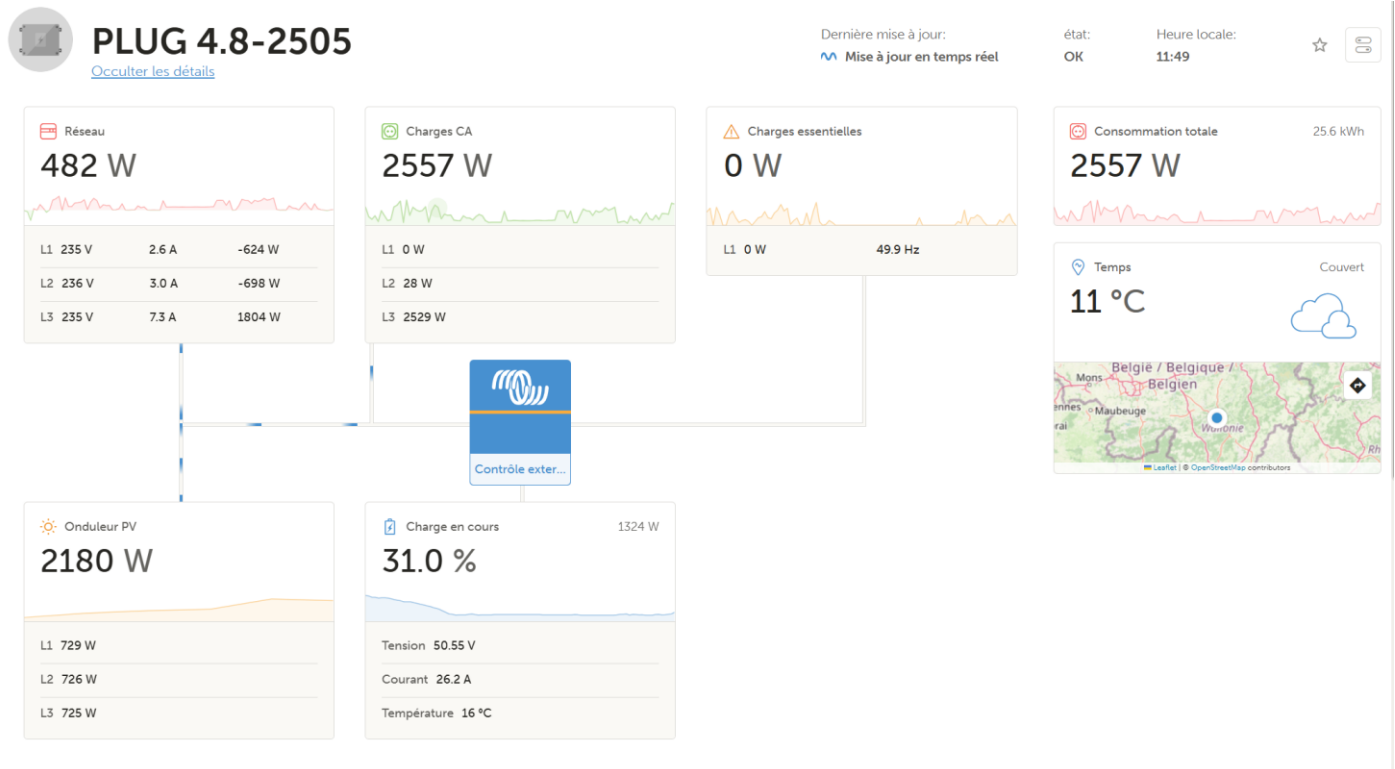 PLUG 4.8-2505
Occulter les détails
Dernière mise à jour:
Mise à jour en temps réel
état:
OK
Heure locale:
11:49
Réseau
482 W
L1 235 V 2.6 A -624 W
L2 236 V 3.0 A -698 W
L3 235 V 7.3 A 1804 W
Charges CA
2557 W
L1 0 W
L2 28 W
L3 2529 W
Charges essentielles
0 W
L1 0 W 49.9 Hz
Consommation totale 25.6 kWh
2557 W
Temps Couvert
11 °C
België / Belgique /
Belgien
Mons
ennes
Maubeuge
rai
Wallonie
Rh
Leaflet | © OpenStreetMap contributors
Contrôle exter...
Onduleur PV
2180 W
L1 729 W
L2 726 W
L3 725 W
Charge en cours 1324 W
31.0 %
Tension 50.55 V
Courant 26.2 A
Température 16 °C